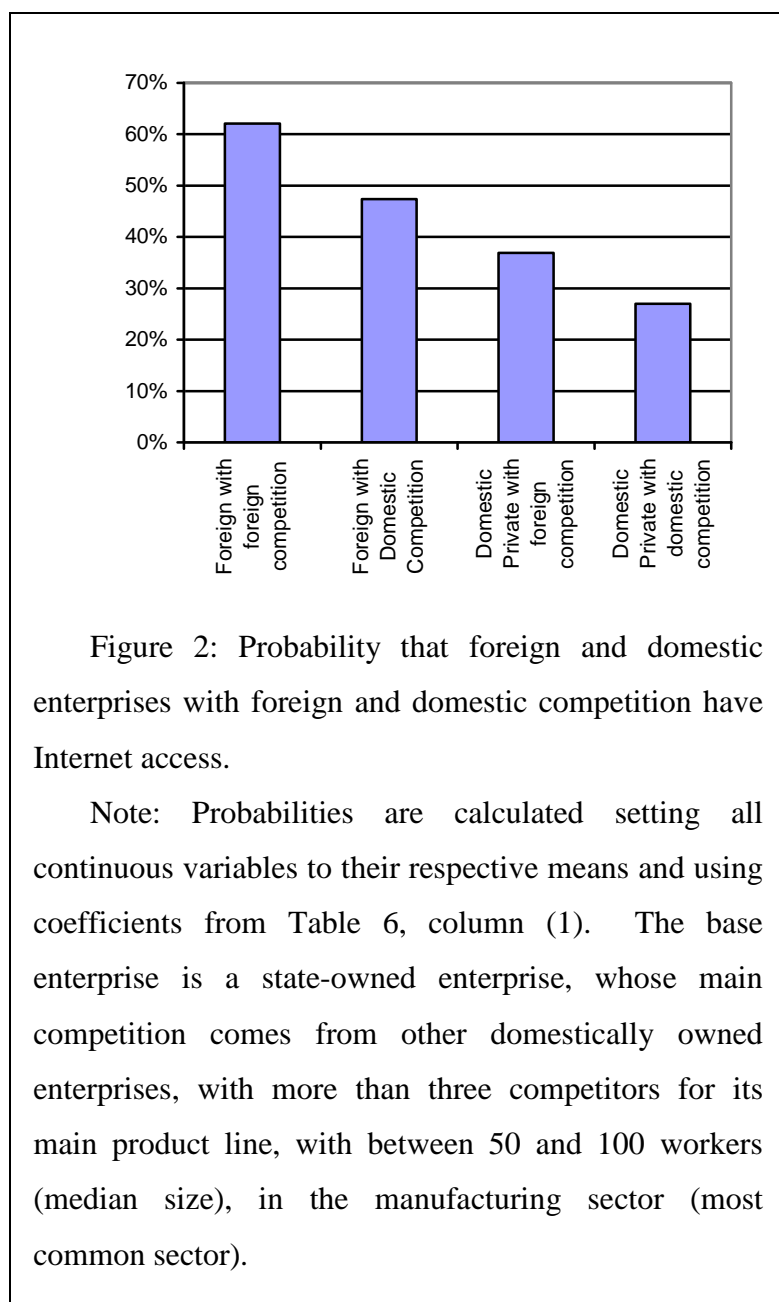 70%
60%
50%
40%
30%
20%
10%
0%
Foreign with
foreign
competition
Foreign with
Domestic
Competition
Domestic
Private with
foreign
competition
Domestic
Private with
domestic
competition
Figure 2: Probability that foreign and domestic
enterprises with foreign and domestic competition have
Internet access.
Note: Probabilities are calculated setting all
continuous variables to their respective means and using
coefficients from Table 6, column (1). The base
enterprise is a state-owned enterprise, whose main
competition comes from other domestically owned
enterprises, with more than three competitors for its
main product line, with between 50 and 100 workers
(median size), in the manufacturing sector (most
common sector).